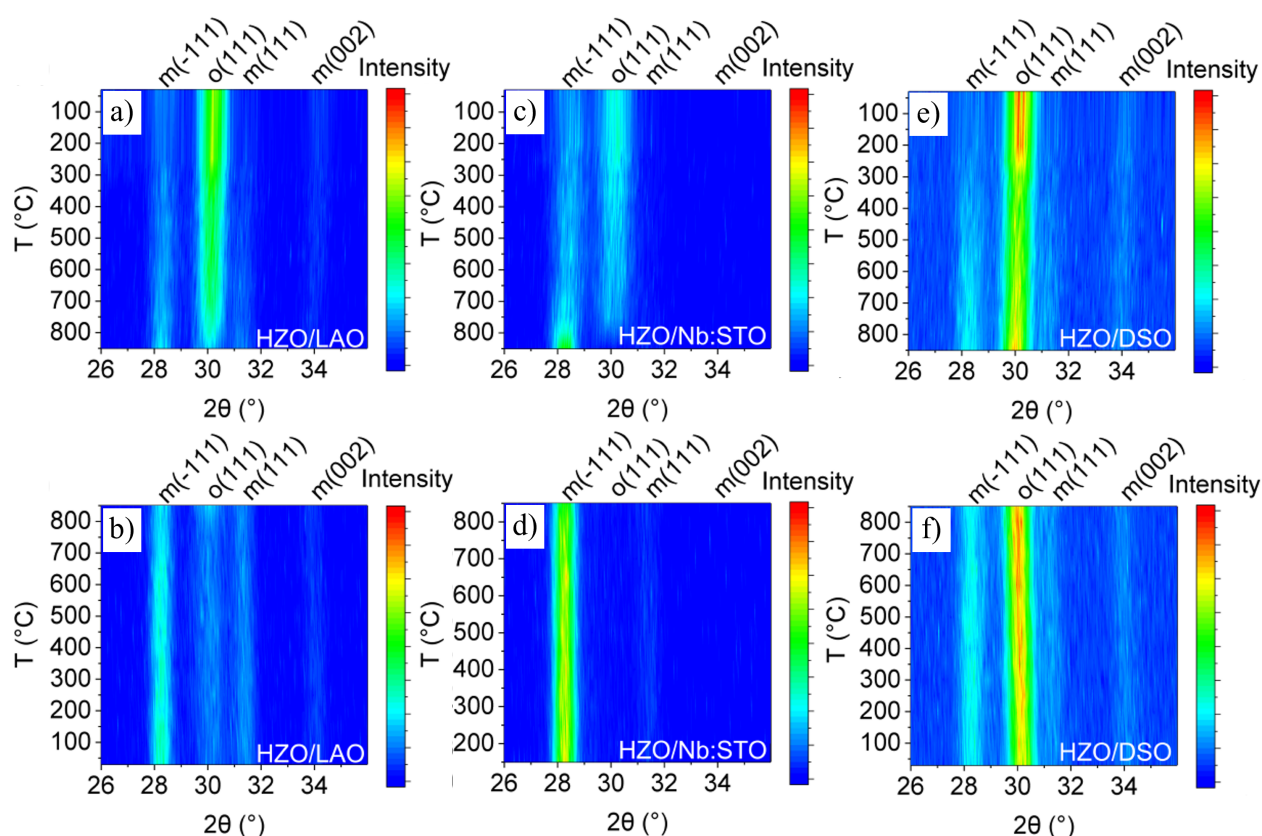 m(-111) o(111) m(111) m(002) Intensity
a)
T (°C)
100
200
300
400
500
600
700
800
HZO/LAO
26 28 30 32 34
2θ (°)
m(-111) o(111) m(111) m(002) Intensity
c)
T (°C)
100
200
300
400
500
600
700
800
HZO/Nb:STO
26 28 30 32 34
2θ (°)
m(-111) o(111) m(111) m(002) Intensity
e)
T (°C)
100
200
300
400
500
600
700
800
HZO/DSO
26 28 30 32 34
2θ (°)
m(-111) o(111) m(111) m(002) Intensity
b)
T (°C)
800
700
600
500
400
300
200
100
HZO/LAO
26 28 30 32 34
2θ (°)
m(-111) o(111) m(111) m(002) Intensity
d)
T (°C)
800
700
600
500
400
300
200
HZO/Nb:STO
26 28 30 32 34
2θ (°)
m(-111) o(111) m(111) m(002) Intensity
f)
T (°C)
800
700
600
500
400
300
200
100
HZO/DSO
26 28 30 32 34
2θ (°)